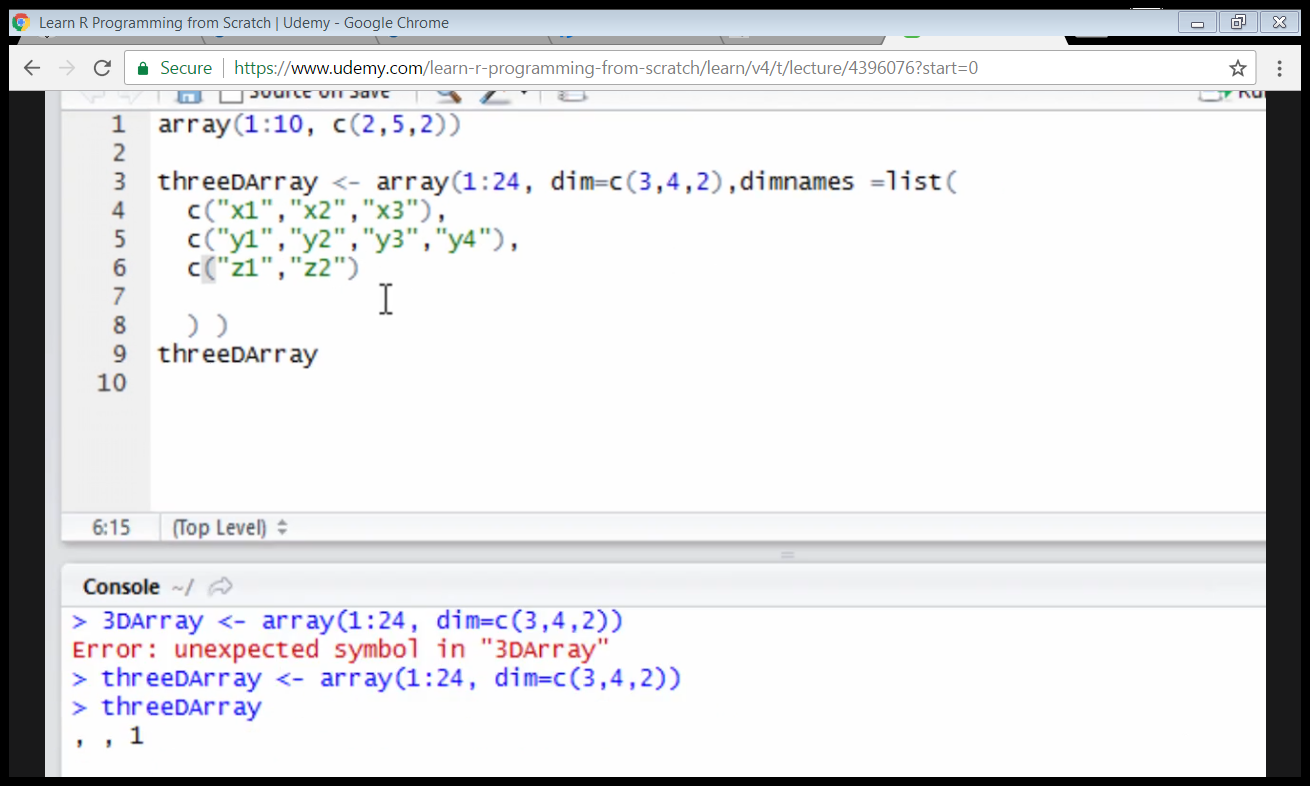 Learn R Programming from Scratch | Udemy - Google Chrome
Secure https://www.udemy.com/learn-r-programming-from-scratch/learn/v4/t/lecture/4396076?start=0
Source on Save Run
1 array(1:10, c(2,5,2))
2
3 threeDArray <- array(1:24, dim=c(3,4,2),dimnames =list(
4 c("x1","x2","x3"),
5 c("y1","y2","y3","y4"),
6 c("z1","z2")
7
8 ) )
9 threeDArray
10
6:15 (Top Level)
Console ~/
> 3DArray <- array(1:24, dim=c(3,4,2))
Error: unexpected symbol in "3DArray"
> threeDArray <- array(1:24, dim=c(3,4,2))
> threeDArray
, , 1